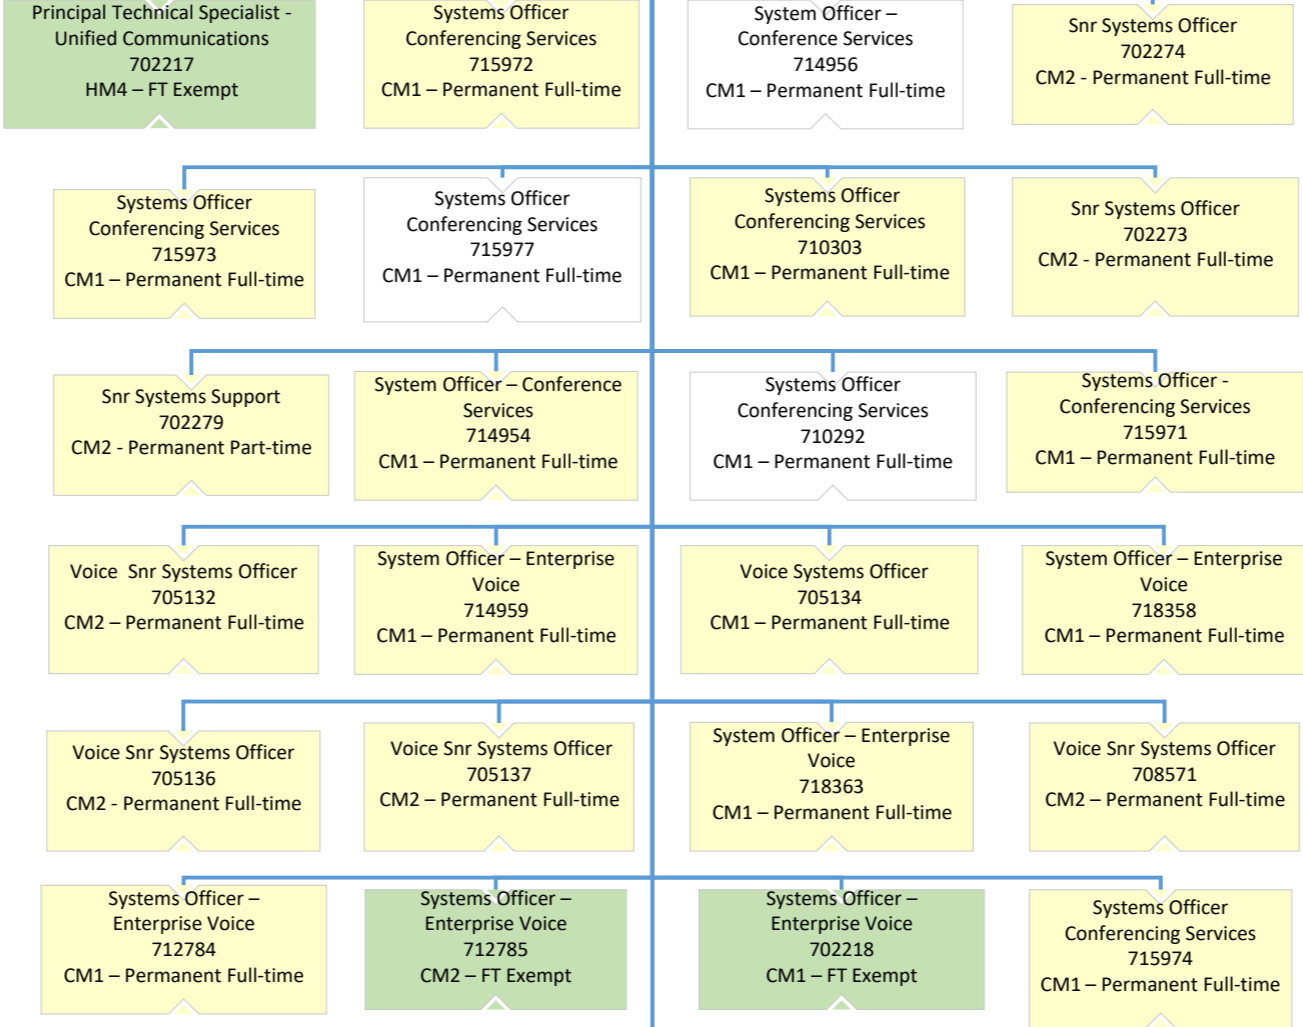 Principal Technical Specialist -
Unified Communications
702217
HM4 – FT Exempt
Systems Officer
Conferencing Services
715972
CM1 – Permanent Full-time
System Officer –
Conference Services
714956
CM1 – Permanent Full-time
Snr Systems Officer
702274
CM2 - Permanent Full-time
Systems Officer
Conferencing Services
715973
CM1 – Permanent Full-time
Systems Officer
Conferencing Services
715977
CM1 – Permanent Full-time
Systems Officer
Conferencing Services
710303
CM1 – Permanent Full-time
Snr Systems Officer
702273
CM2 - Permanent Full-time
Snr Systems Support
702279
CM2 - Permanent Part-time
System Officer – Conference
Services
714954
CM1 – Permanent Full-time
Systems Officer
Conferencing Services
710292
CM1 – Permanent Full-time
Systems Officer -
Conferencing Services
715971
CM1 – Permanent Full-time
Voice  Snr Systems Officer
705132
CM2 – Permanent Full-time
System Officer – Enterprise
Voice
714959
CM1 – Permanent Full-time
Voice Systems Officer
705134
CM1 – Permanent Full-time
System Officer – Enterprise
Voice
718358
CM1 – Permanent Full-time
Voice Snr Systems Officer
705136
CM2 - Permanent Full-time
Voice Snr Systems Officer
705137
CM2 – Permanent Full-time
System Officer – Enterprise
Voice
718363
CM1 – Permanent Full-time
Voice Snr Systems Officer
708571
CM2 – Permanent Full-time
Systems Officer –
Enterprise Voice
712784
CM1 – Permanent Full-time
Systems Officer –
Enterprise Voice
712785
CM2 – FT Exempt
Systems Officer –
Enterprise Voice
702218
CM1 – FT Exempt
Systems Officer
Conferencing Services
715974
CM1 – Permanent Full-time